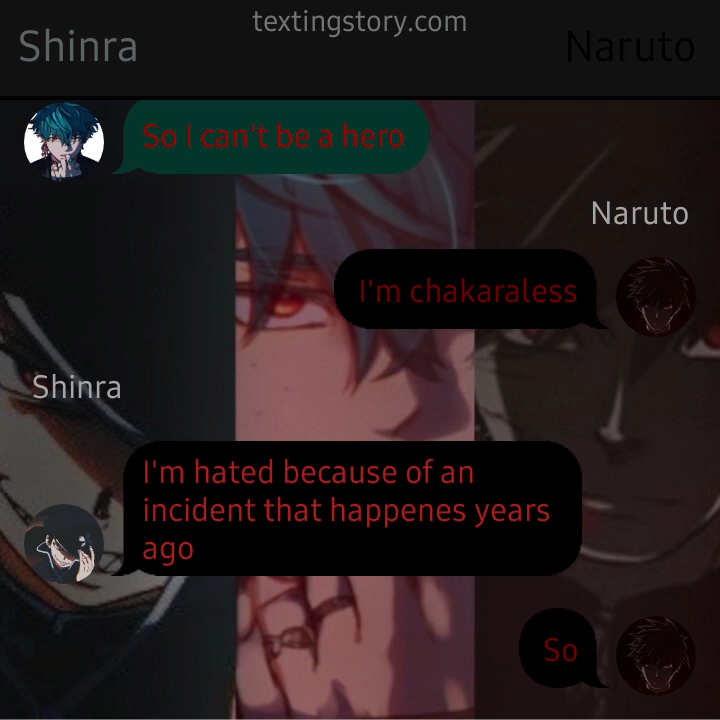 textingstory.com
Shinra
Naruto
So I can't be a hero
Naruto
I'm chakaraless
Shinra
I'm hated because of an
incident that happenes years
ago
So